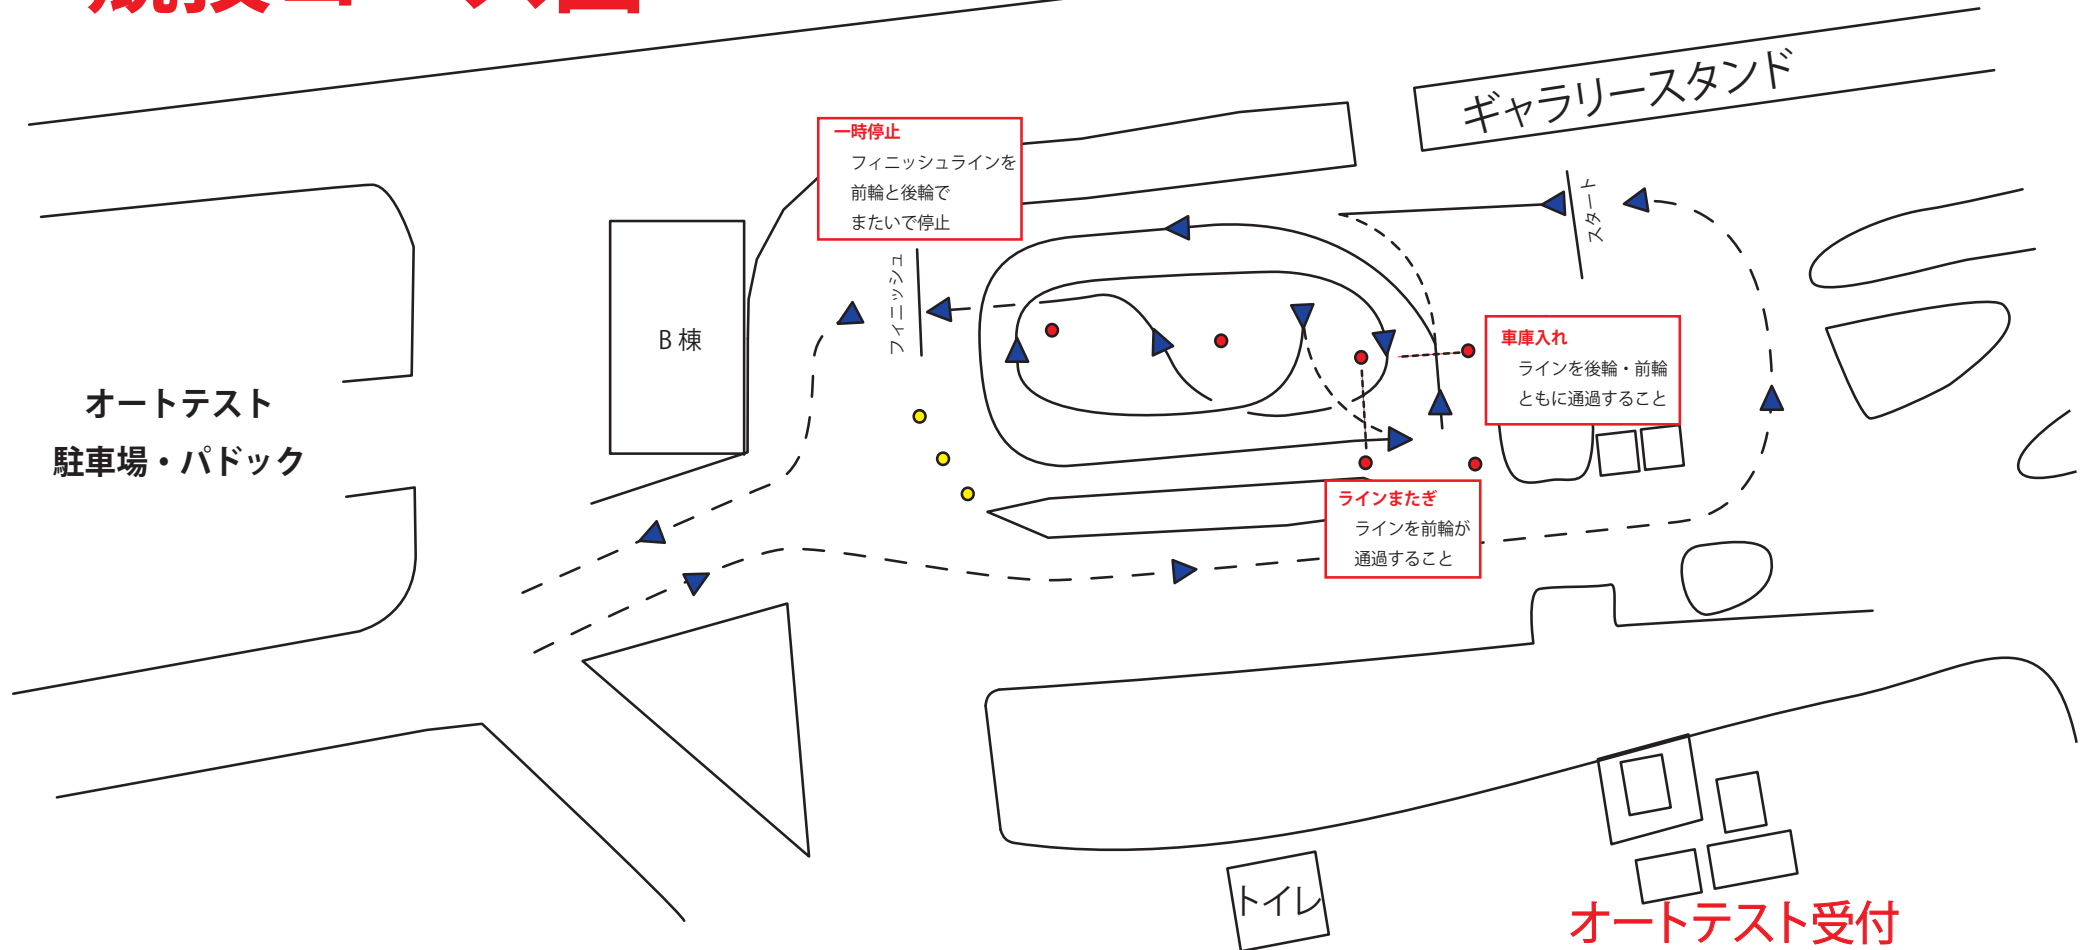 ギャラリースタンド
一時停止
フィニッシュラインを
前輪と後輪で
またいで停止
スタート
フィニッシュ
B 棟
車庫入れ
ラインを後輪・前輪
ともに通過すること
オートテスト
駐車場・パドック
ラインまたぎ
ラインを前輪が
通過すること
トイレ
オートテスト受付